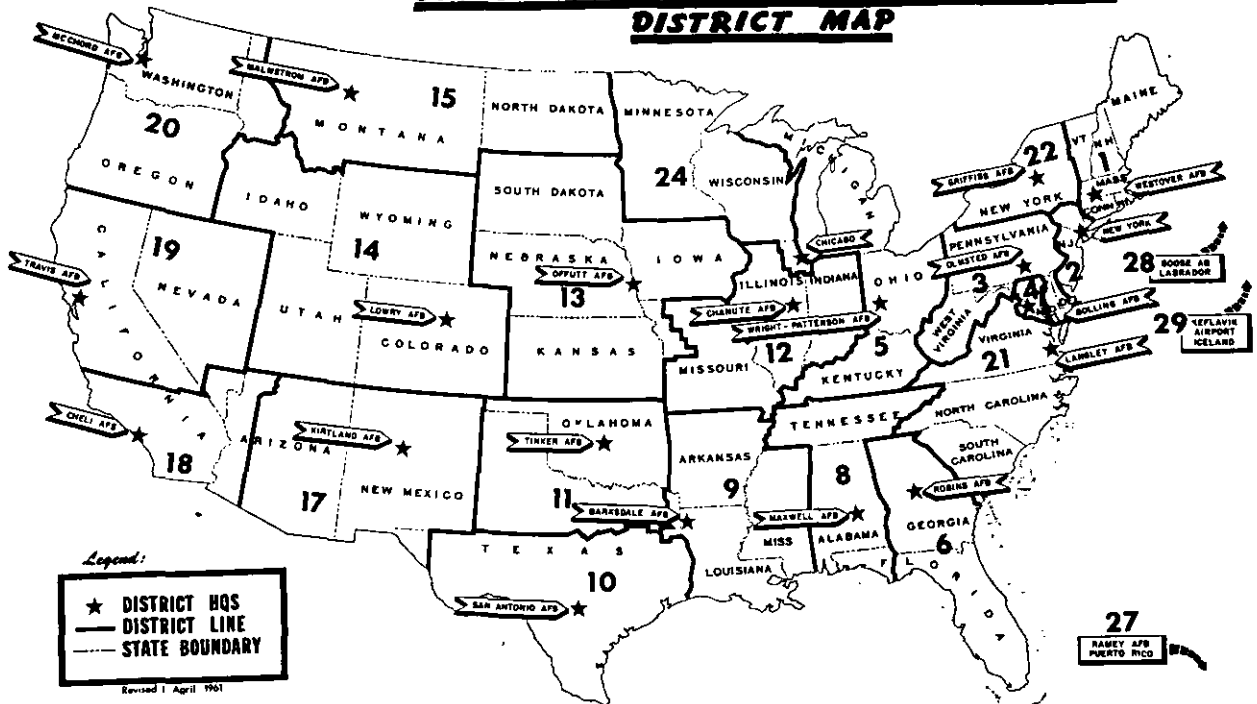 DISTRICT MAP
MCCHORD AFB
WASHINGTON
MALMSTROM AFB
15
MONTANA
NORTH DAKOTA
MINNESOTA
MAINE
20
OREGON
IDAHO
WYOMING
SOUTH DAKOTA
24
WISCONSIN
MICHIGAN
22
VT
NH
1
GRIFFISS AFB
MASS
WESTOVER AFB
NEW YORK
CONN
NEW YORK
CALIFORNIA
19
NEVADA
14
NEBRASKA
OFFUTT AFB
13
IOWA
CHICAGO
ILLINOIS
INDIANA
OHIO
PENNSYLVANIA
OLMSTED AFB
3
N.J.
2
28
GOOSE AB
LABRADOR
TRAVIS AFB
UTAH
LOWRY AFB
COLORADO
KANSAS
CHANUTE AFB
WRIGHT-PATTERSON AFB
12
5
WEST
VIRGINIA
4
MD
BOLLING AFB
VIRGINIA
21
LANGLEY AFB
29
KEFLAVIK
AIRPORT
ICELAND
MISSOURI
KENTUCKY
CHELI AFB
18
ARIZONA
KIRTLAND AFB
17
NEW MEXICO
OKLAHOMA
TINKER AFB
11
ARKANSAS
9
TENNESSEE
NORTH CAROLINA
SOUTH
CAROLINA
8
ROBINS AFB
GEORGIA
6
BARKSDALE AFB
MAXWELL AFB
MISS
ALABAMA
FLORIDA
TEXAS
10
LOUISIANA
SAN ANTONIO AFB
27
RAMEY AFB
PUERTO RICO
Legend:
DISTRICT HQS
DISTRICT LINE
STATE BOUNDARY
Revised 1 April 1961